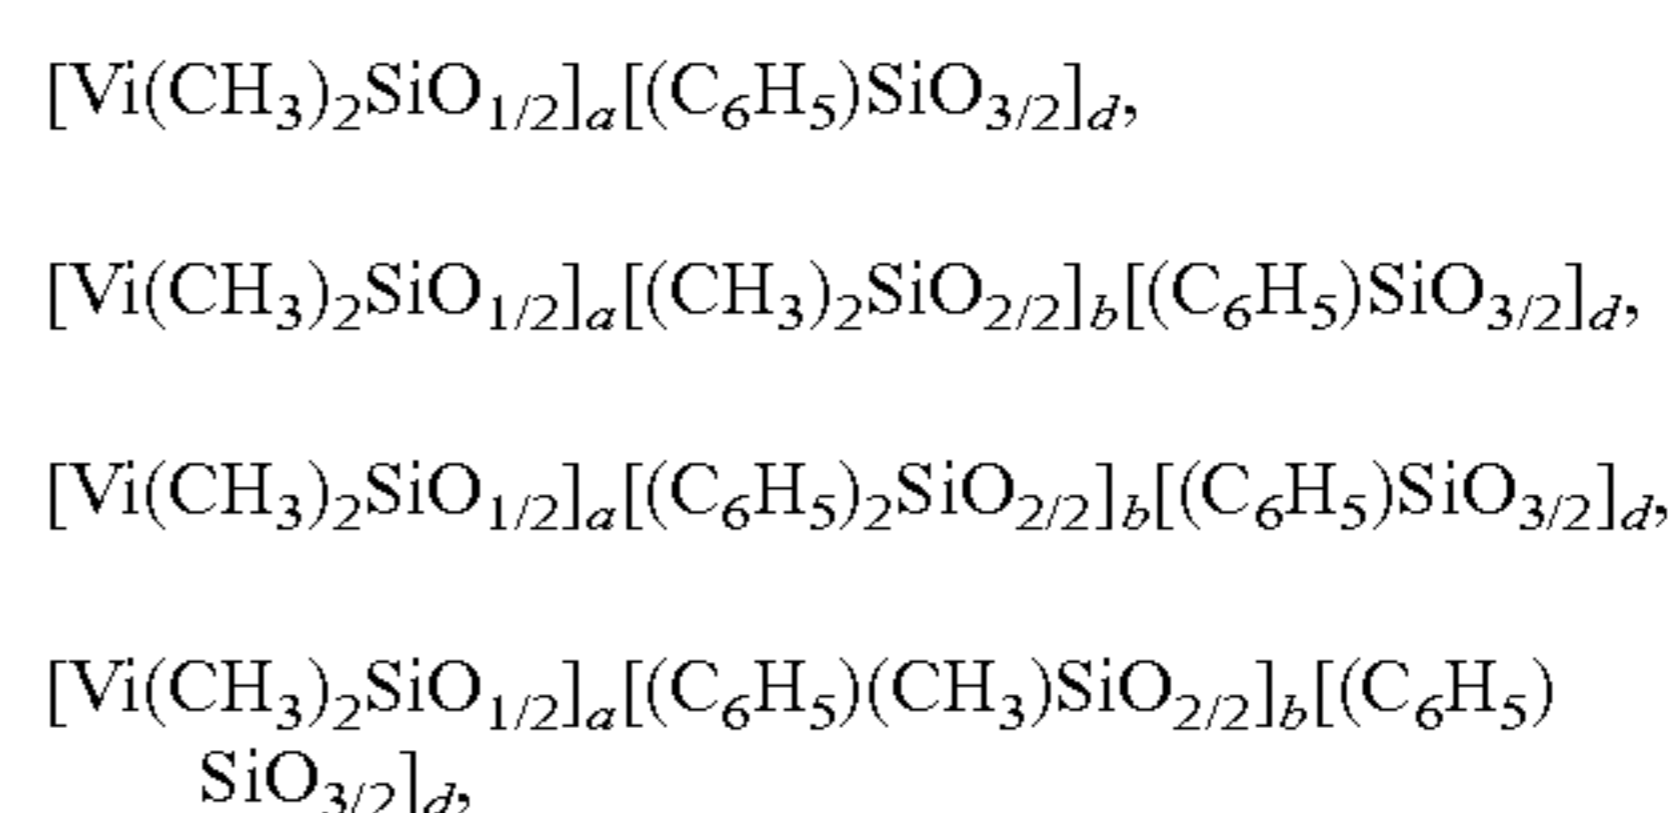 [Vi(CH₃)₂SiO₁/₂]ₐ[(C₆H₅)SiO₃/₂]d,
[Vi(CH₃)₂SiO₁/₂]ₐ[(CH₃)₂SiO₂/₂]b[(C₆H₅)SiO₃/₂]d,
[Vi(CH₃)₂SiO₁/₂]ₐ[(C₆H₅)₂SiO₂/₂]b[(C₆H₅)SiO₃/₂]d,
[Vi(CH₃)₂SiO₁/₂]ₐ[(C₆H₅)(CH₃)SiO₂/₂]b[(C₆H₅)
SiO₃/₂]d,